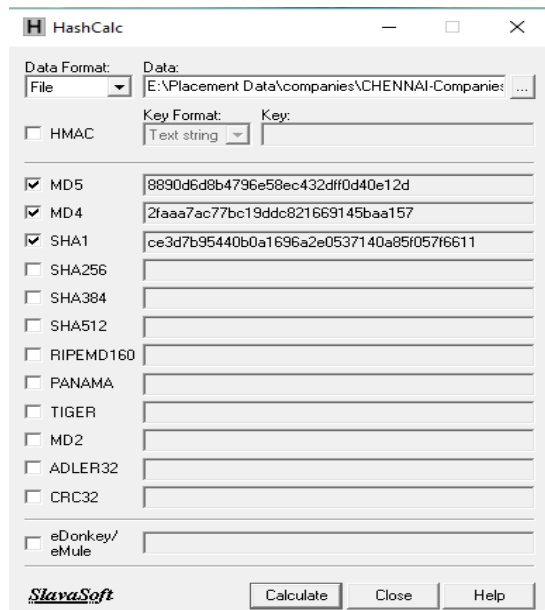 H HashCalc
Data Format: Data:
File E:\Placement Data\companies\CHENNAI-Companies ...
Key Format: Key:
HMAC Text string
MD5 8890d6d8b4796e58ec432dff0d40e12d
MD4 2faaa7ac77bc19ddc821669145baa157
SHA1 ce3d7b95440b0a1696a2e0537140a85f057f6611
SHA256
SHA384
SHA512
RIPEMD160
PANAMA
TIGER
MD2
ADLER32
CRC32
eDonkey/
eMule
SlavaSoft Calculate Close Help